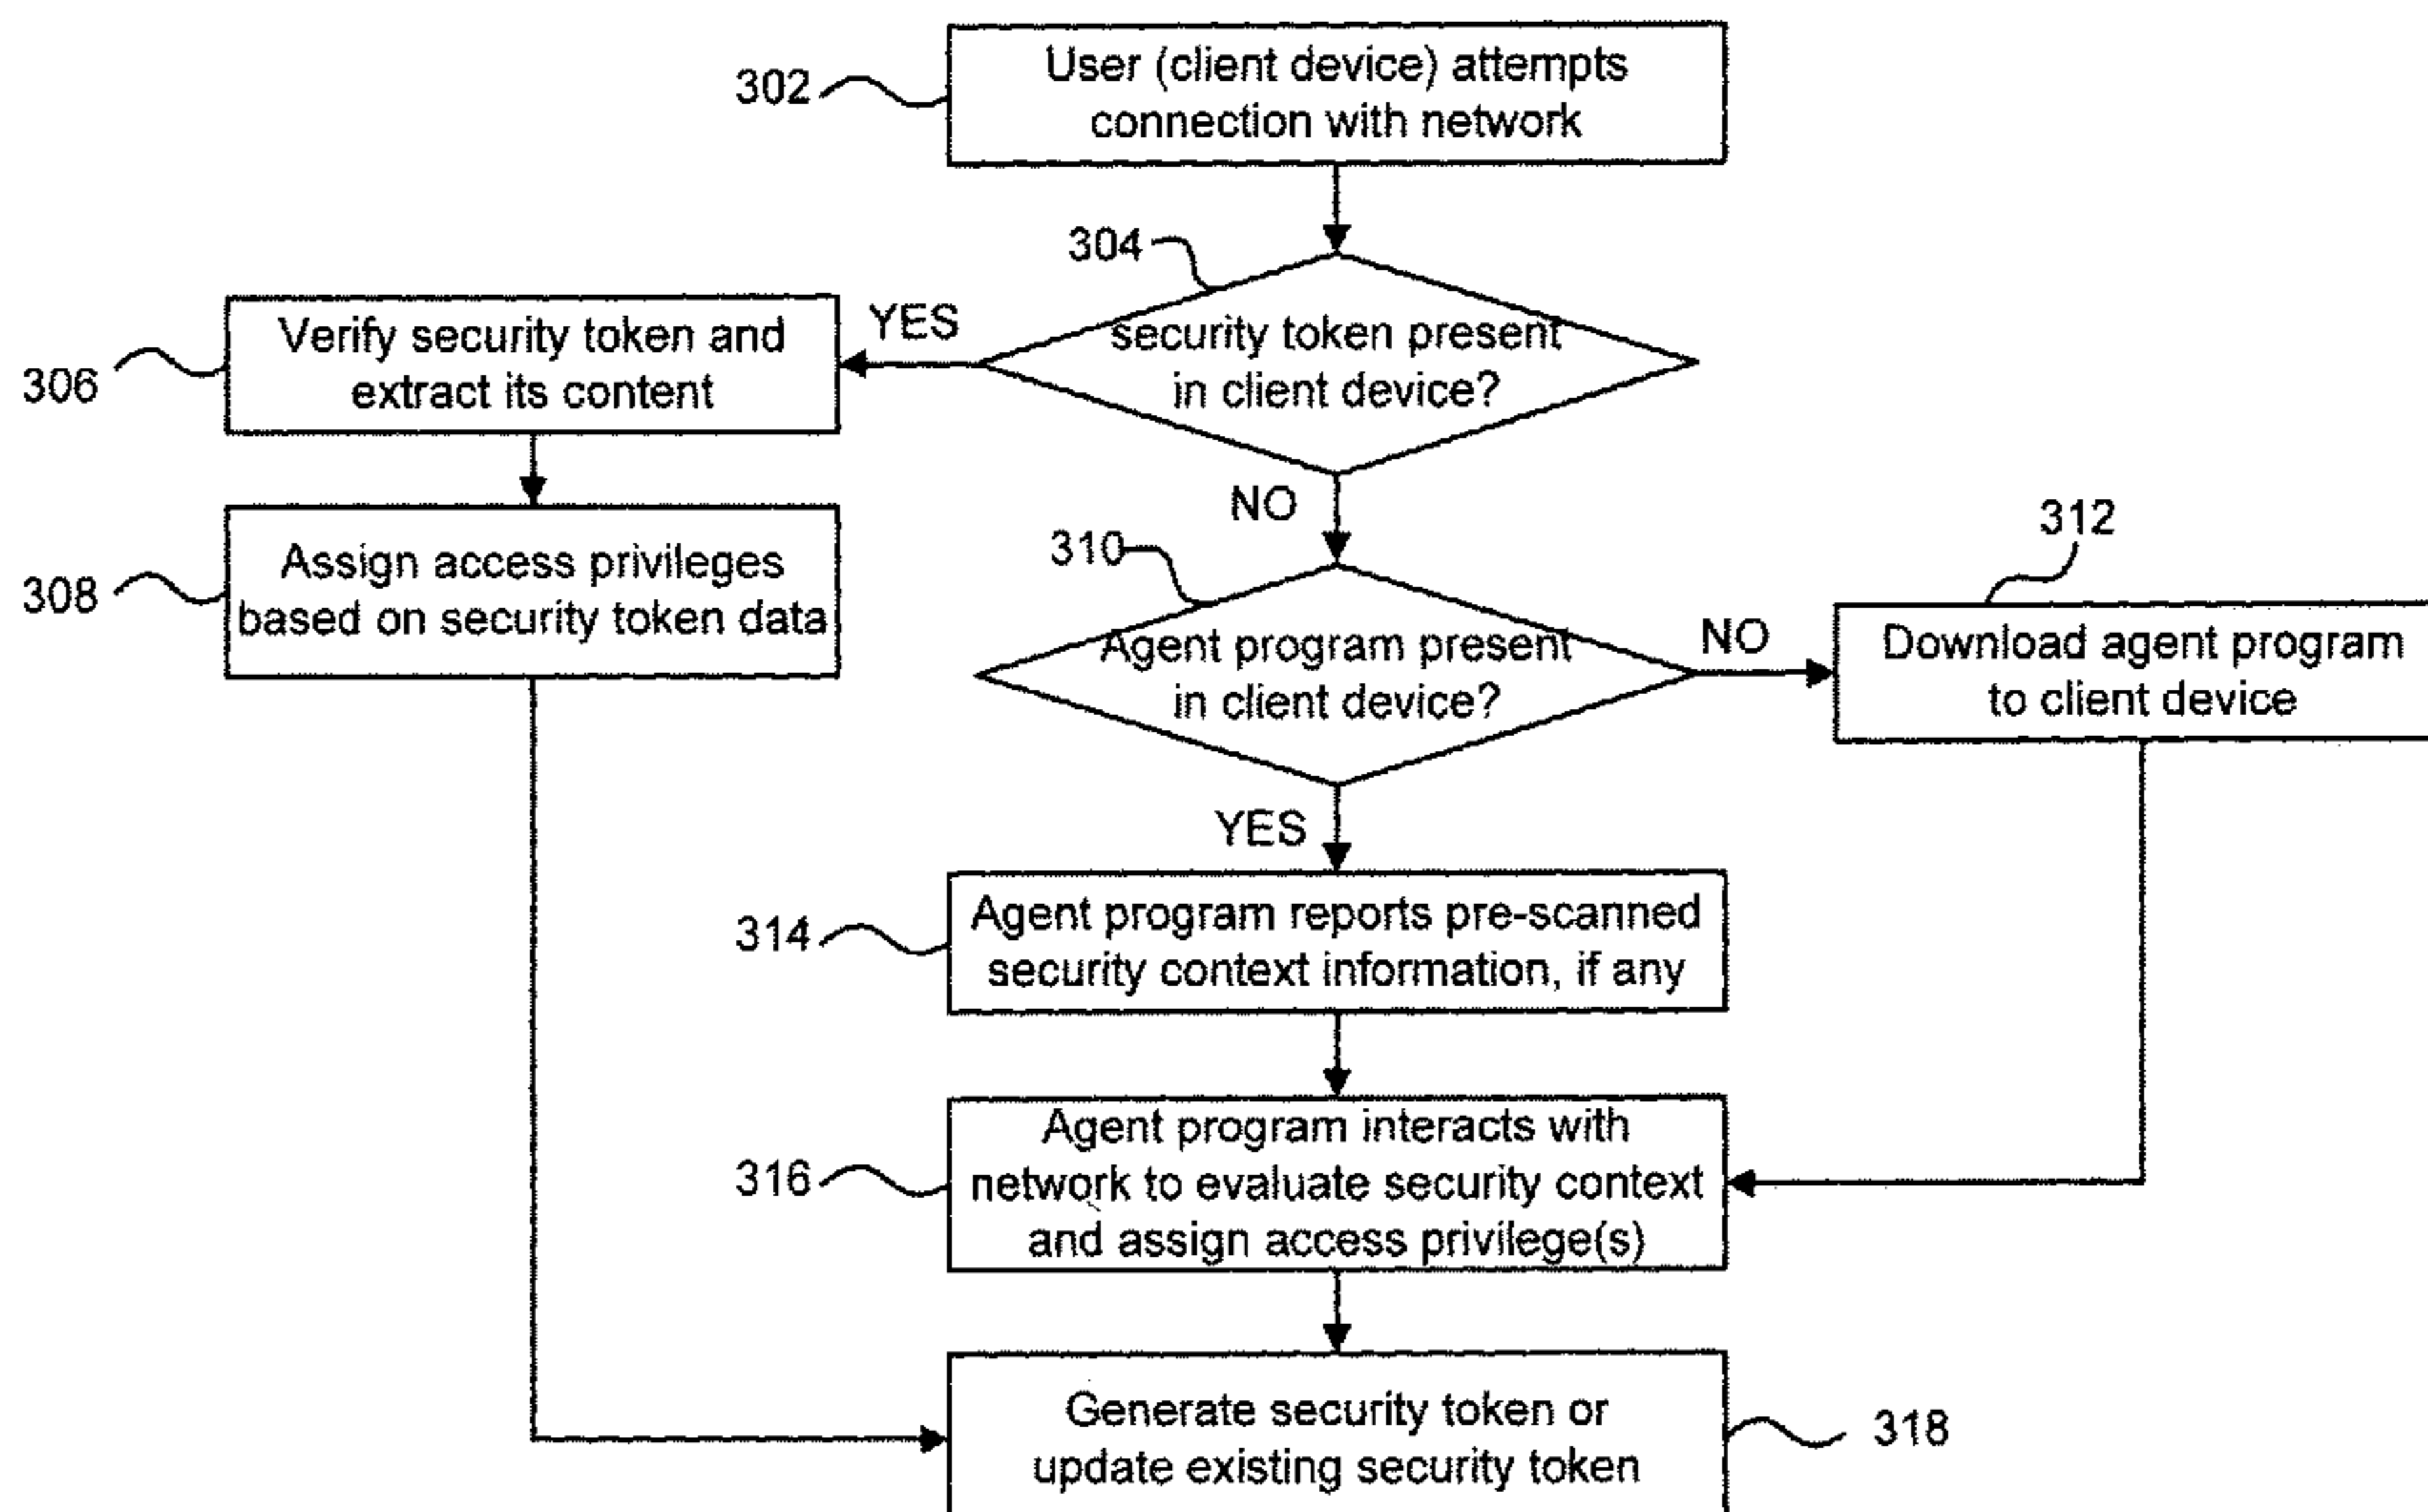 302
User (client device) attempts
connection with network
304
security token present
in client device?
YES
306
Verify security token and
extract its content
308
Assign access privileges
based on security token data
NO
310
Agent program present
in client device?
NO
312
Download agent program
to client device
YES
314
Agent program reports pre-scanned
security context information, if any
316
Agent program interacts with
network to evaluate security context
and assign access privilege(s)
Generate security token or
update existing security token
318